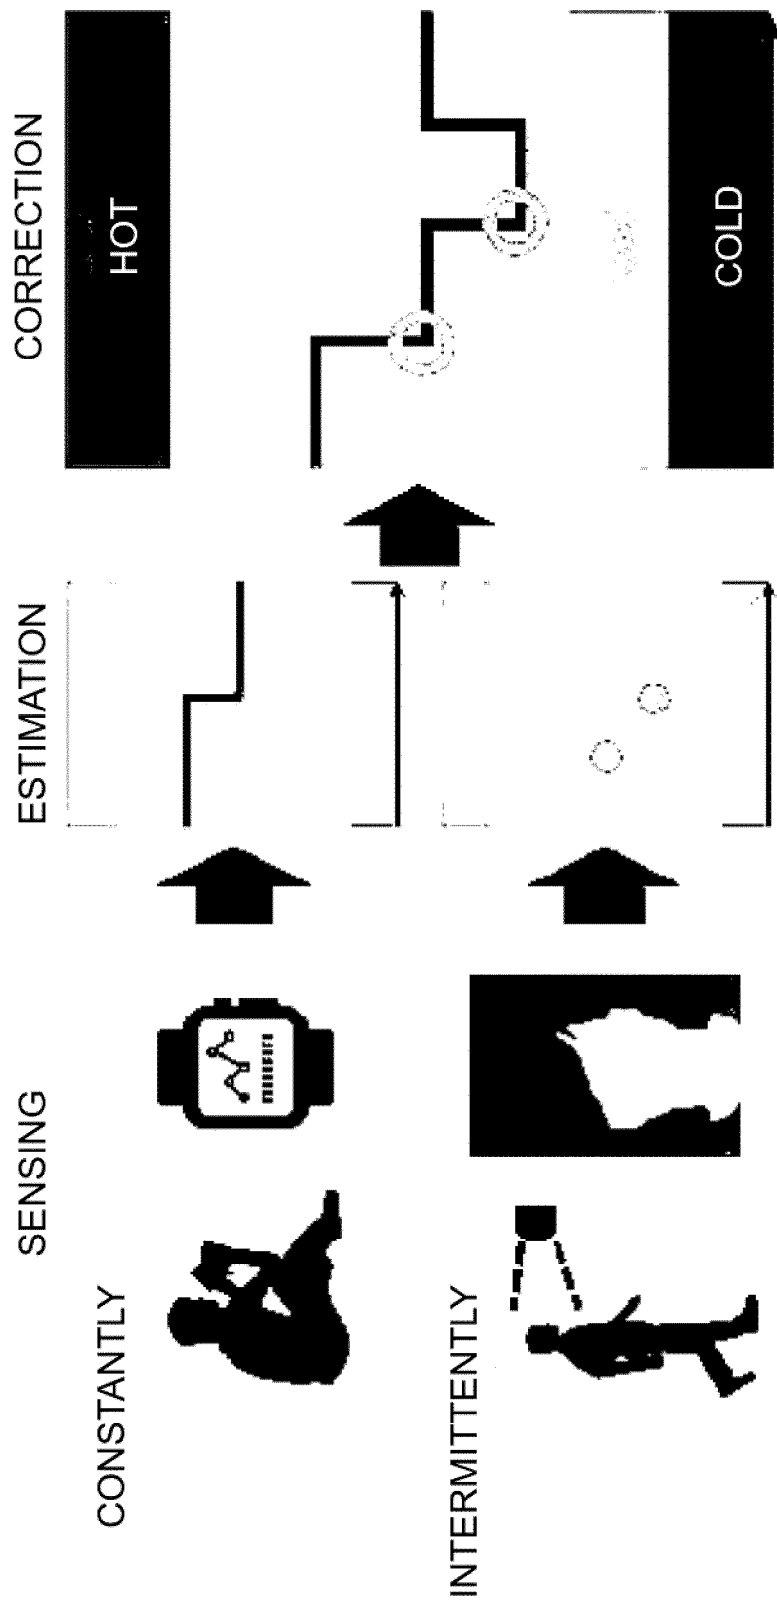 SENSING
ESTIMATION
CORRECTION
CONSTANTLY
INTERMITTENTLY
HOT
COLD